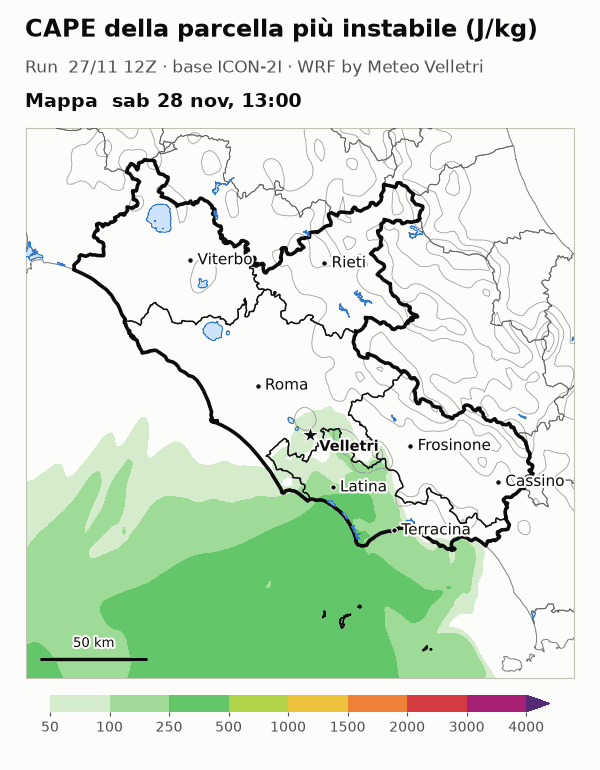 CAPE della parcella più instabile (J/kg)
Run  27/11 12Z · base ICON-2I · WRF by Meteo Velletri
Mappa  sab 28 nov, 13:00
Viterbo
Rieti
Roma
Velletri
Frosinone
Latina
Cassino
Terracina
50 km
50 100 250 500 1000 1500 2000 3000 4000